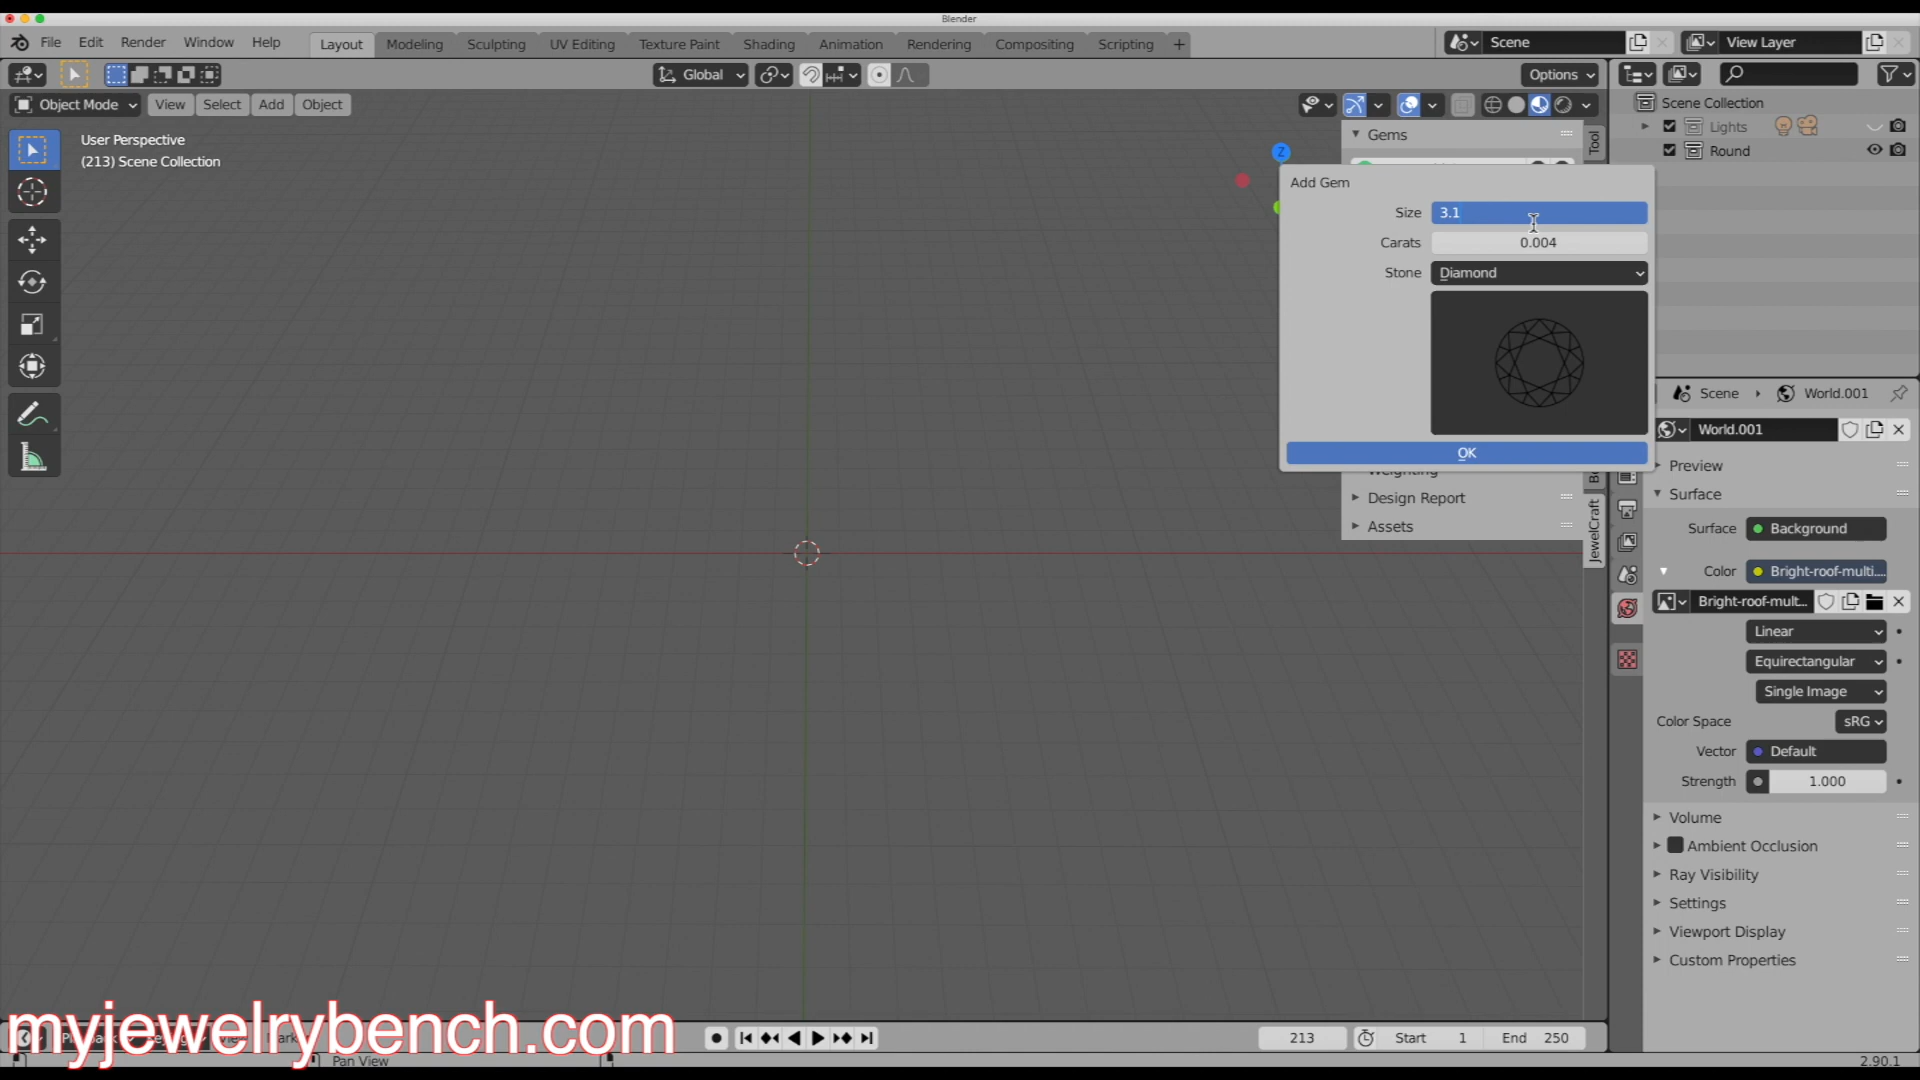 Blender
File Edit Render Window Help Layout Modeling Sculpting UV Editing Texture Paint Shading Animation Rendering Compositing Scripting + Scene View Layer
Global Options
Object Mode View Select Add Object
User Perspective
(213) Scene Collection
Gems
Tool
Z
Scene Collection
Lights
Round
Add Gem
Size 3.1
Carats 0.004
Stone Diamond
OK
Weighting
Design Report
Assets
JewelCraft
Scene World.001
World.001
Preview
Surface
Surface Background
Color Bright-roof-multi....
Bright-roof-mult...
Linear
Equirectangular
Single Image
Color Space sRG
Vector Default
Strength 1.000
Volume
Ambient Occlusion
Ray Visibility
Settings
Viewport Display
Custom Properties
myjewelrybench.com
213 Start 1 End 250
Pan View
2.90.1